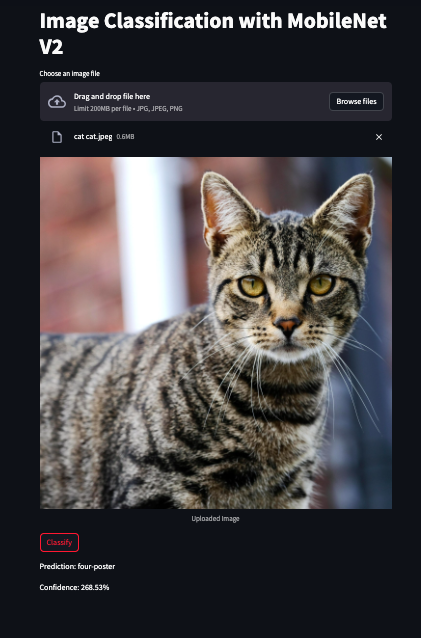 Image Classification with MobileNet
V2
Choose an image file
Drag and drop file here
Limit 200MB per file • JPG, JPEG, PNG
Browse files
cat cat.jpeg 0.6MB
Uploaded Image
Classify
Prediction: four-poster
Confidence: 268.53%